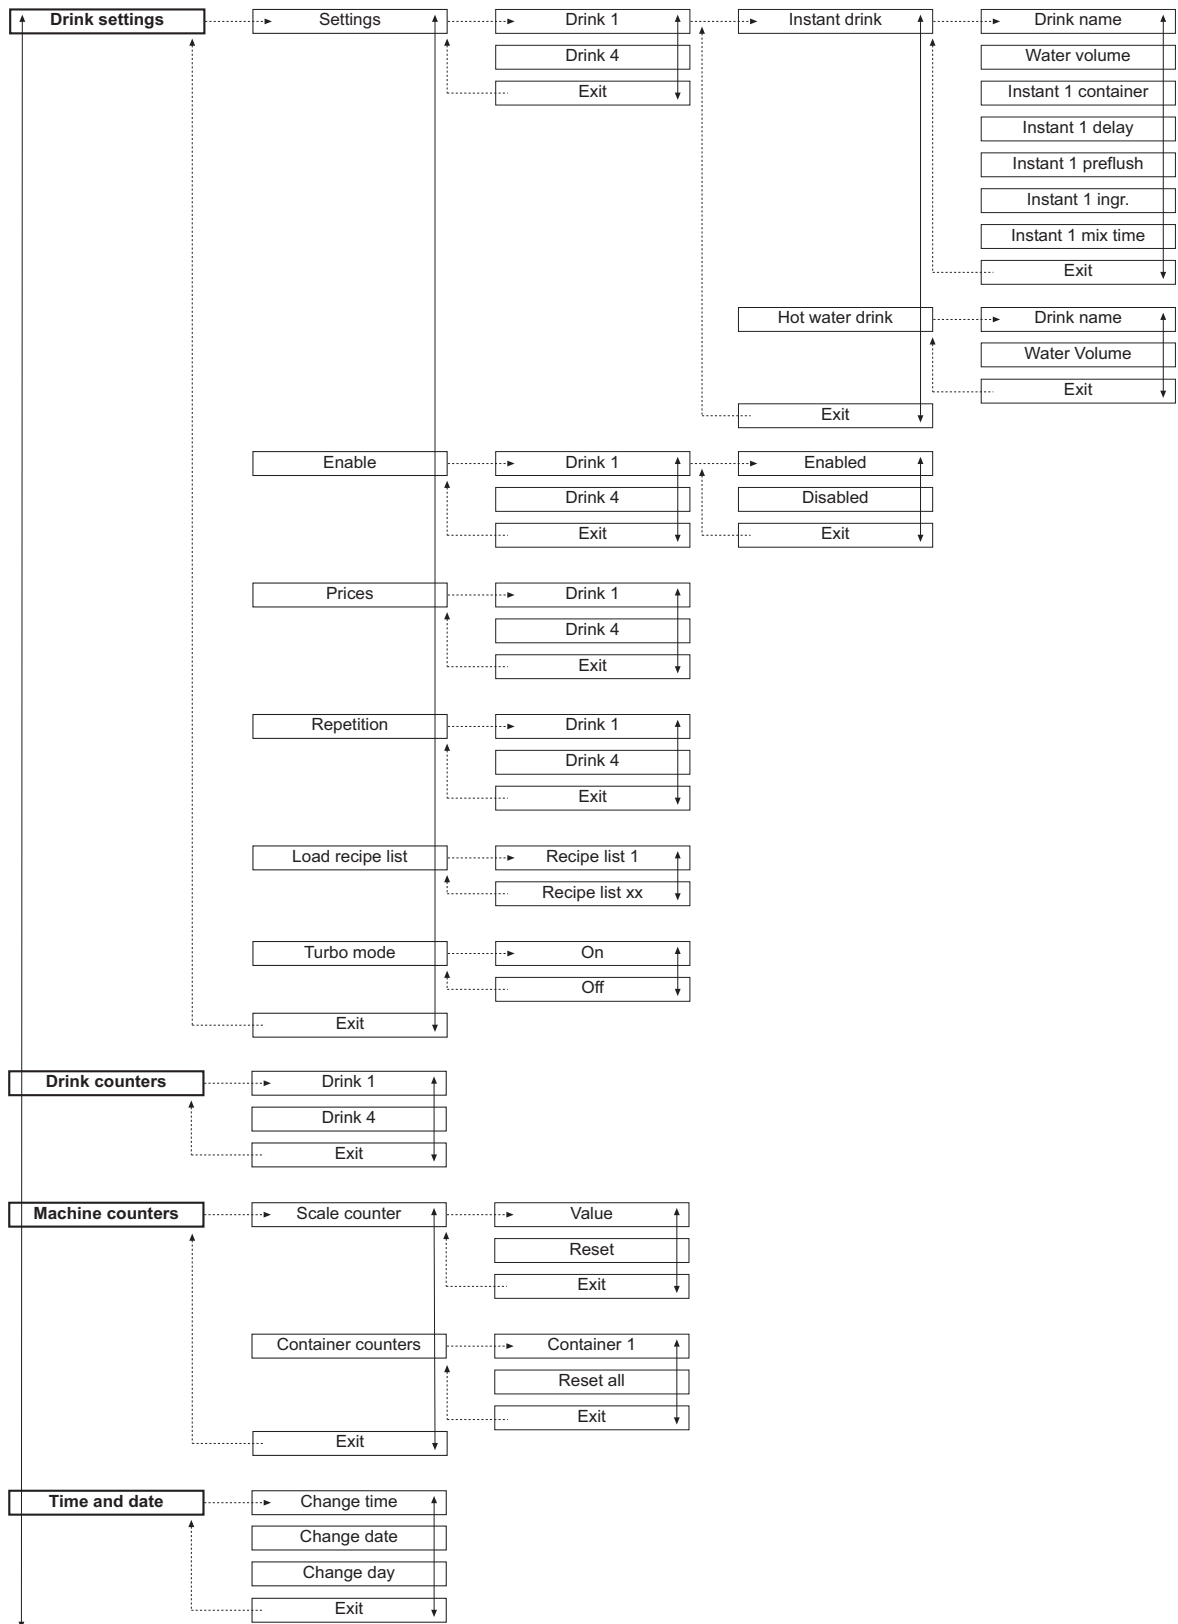 Drink settings
Settings
Drink 1
Instant drink
Drink name
Drink 4
Water volume
Exit
Instant 1 container
Instant 1 delay
Instant 1 preflush
Instant 1 ingr.
Instant 1 mix time
Exit
Hot water drink
Drink name
Water Volume
Exit
Exit
Enable
Drink 1
Enabled
Drink 4
Disabled
Exit
Exit
Prices
Drink 1
Drink 4
Exit
Repetition
Drink 1
Drink 4
Exit
Load recipe list
Recipe list 1
Recipe list xx
Turbo mode
On
Off
Exit
Drink counters
Drink 1
Drink 4
Exit
Machine counters
Scale counter
Value
Reset
Exit
Container counters
Container 1
Reset all
Exit
Exit
Time and date
Change time
Change date
Change day
Exit